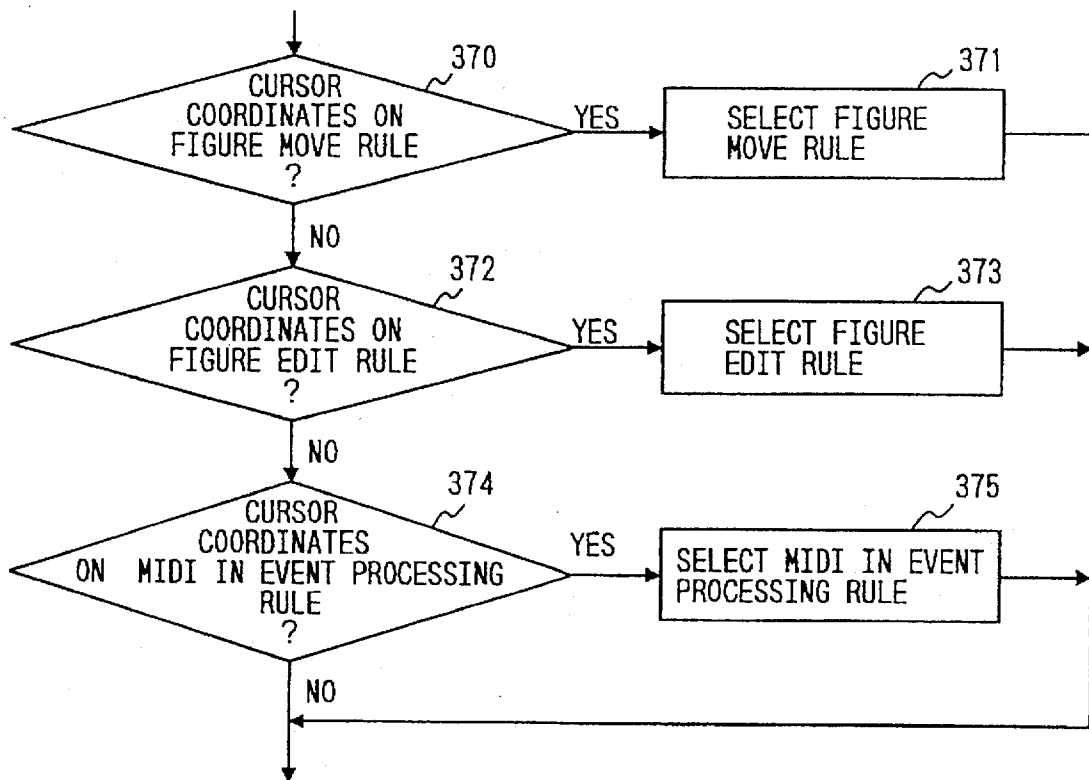 370
CURSOR
COORDINATES ON
FIGURE MOVE RULE
?
YES
371
SELECT FIGURE
MOVE RULE
NO
372
CURSOR
COORDINATES ON
FIGURE EDIT RULE
?
YES
373
SELECT FIGURE
EDIT RULE
NO
374
CURSOR
COORDINATES
ON MIDI IN EVENT PROCESSING
RULE
?
YES
375
SELECT MIDI IN EVENT
PROCESSING RULE
NO